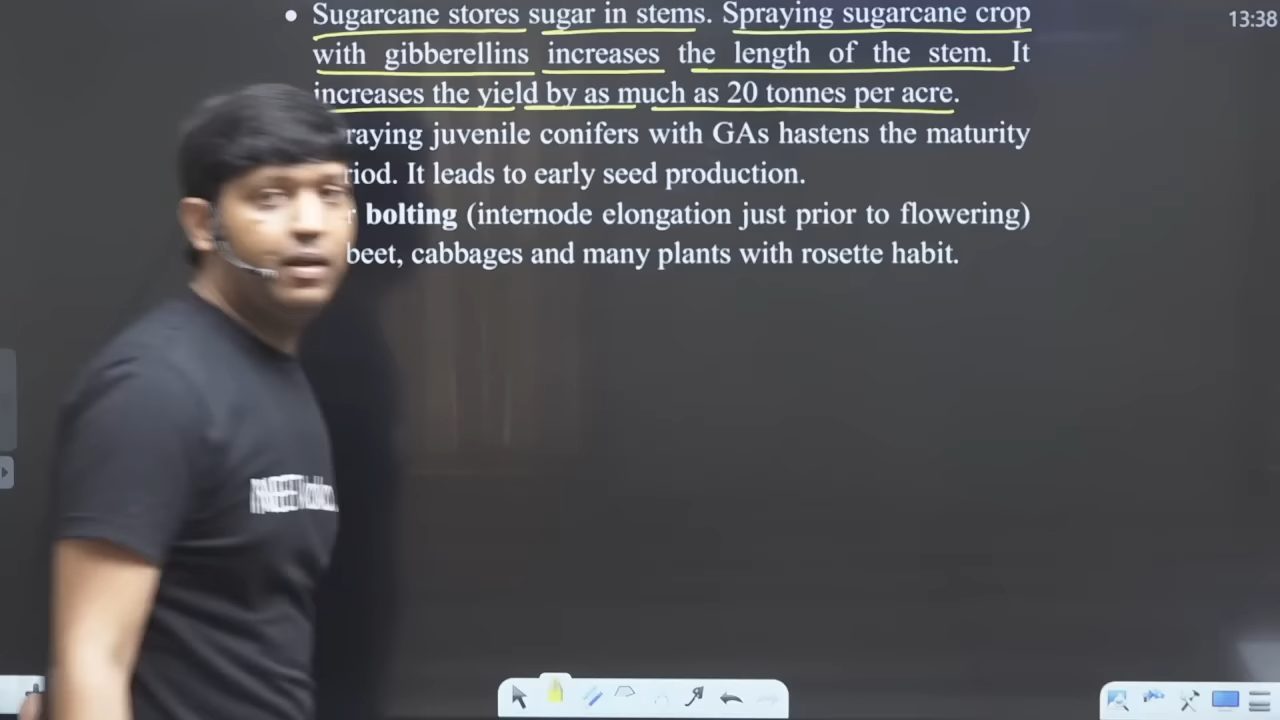 • Sugarcane stores sugar in stems. Spraying sugarcane crop
13:38
with gibberellins increases the length of the stem. It
increases the yield by as much as 20 tonnes per acre.
juvenile conifers with GAs hastens the maturity
It leads to early seed production.
bolting (internode elongation just prior to flowering)
beet, cabbages and many plants with rosette habit.